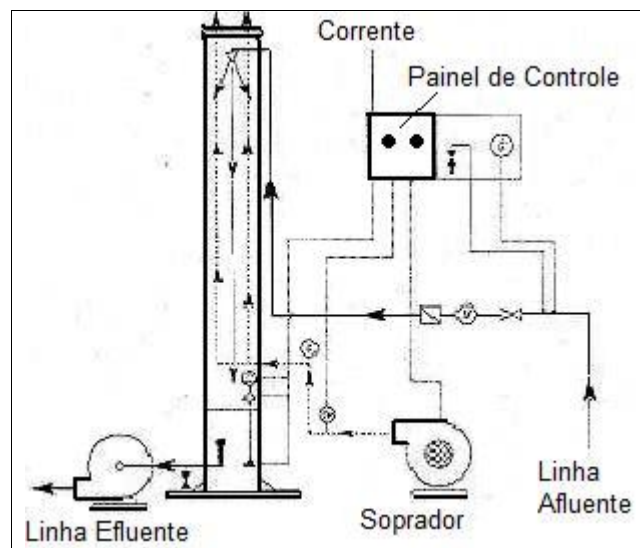 Corrente
Painel de Controle
Linha
Afluente
Soprador
Linha Efluente